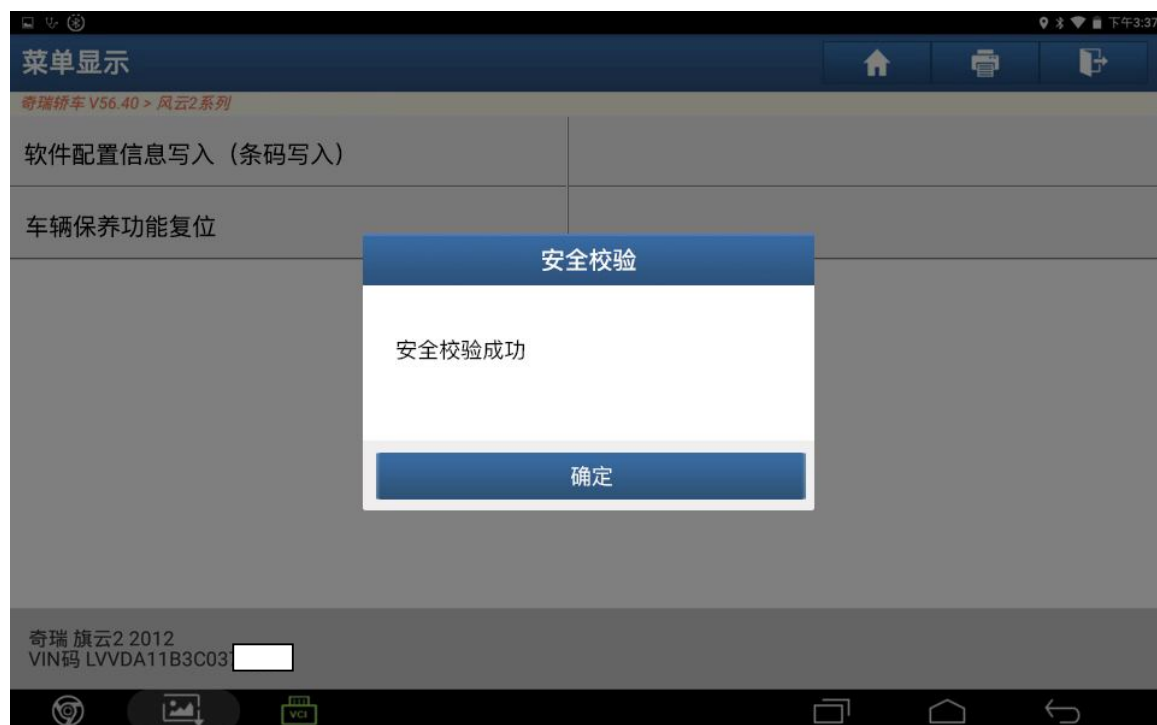 下午3:37
菜单显示
奇瑞轿车 V56.40 > 风云2系列
软件配置信息写入（条码写入）
车辆保养功能复位
安全校验
安全校验成功
确定
奇瑞 旗云2 2012
VIN码 LVVDA11B3C03
VCI